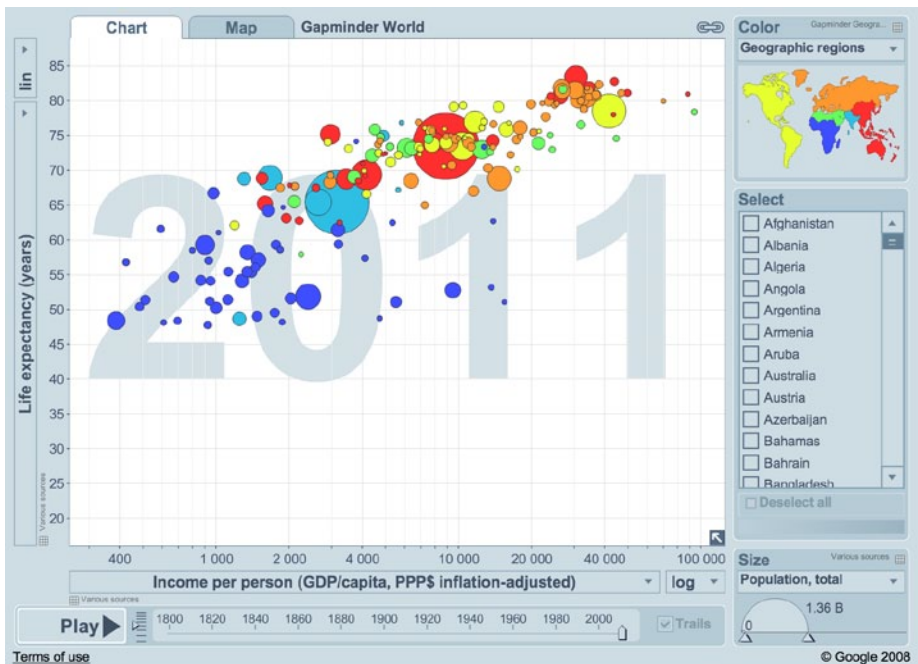 Chart
Map
Gapminder World
lin
Life expectancy (years)
Various sources
85
80
75
70
65
60
55
50
45
40
35
30
25
20
2011
400
1 000
2 000
4 000
10 000
20 000
40 000
100 000
Income per person (GDP/capita, PPP$ inflation-adjusted)
log
Various sources
Play
1800 1820 1840 1860 1880 1900 1920 1940 1960 1980 2000
Trails
Terms of use
Color
Gapminder Geogra...
Geographic regions
Select
Afghanistan
Albania
Algeria
Angola
Argentina
Armenia
Aruba
Australia
Austria
Azerbaijan
Bahamas
Bahrain
Bangladesh
Deselect all
Size
Various sources
Population, total
1.36 B
0
© Google 2008